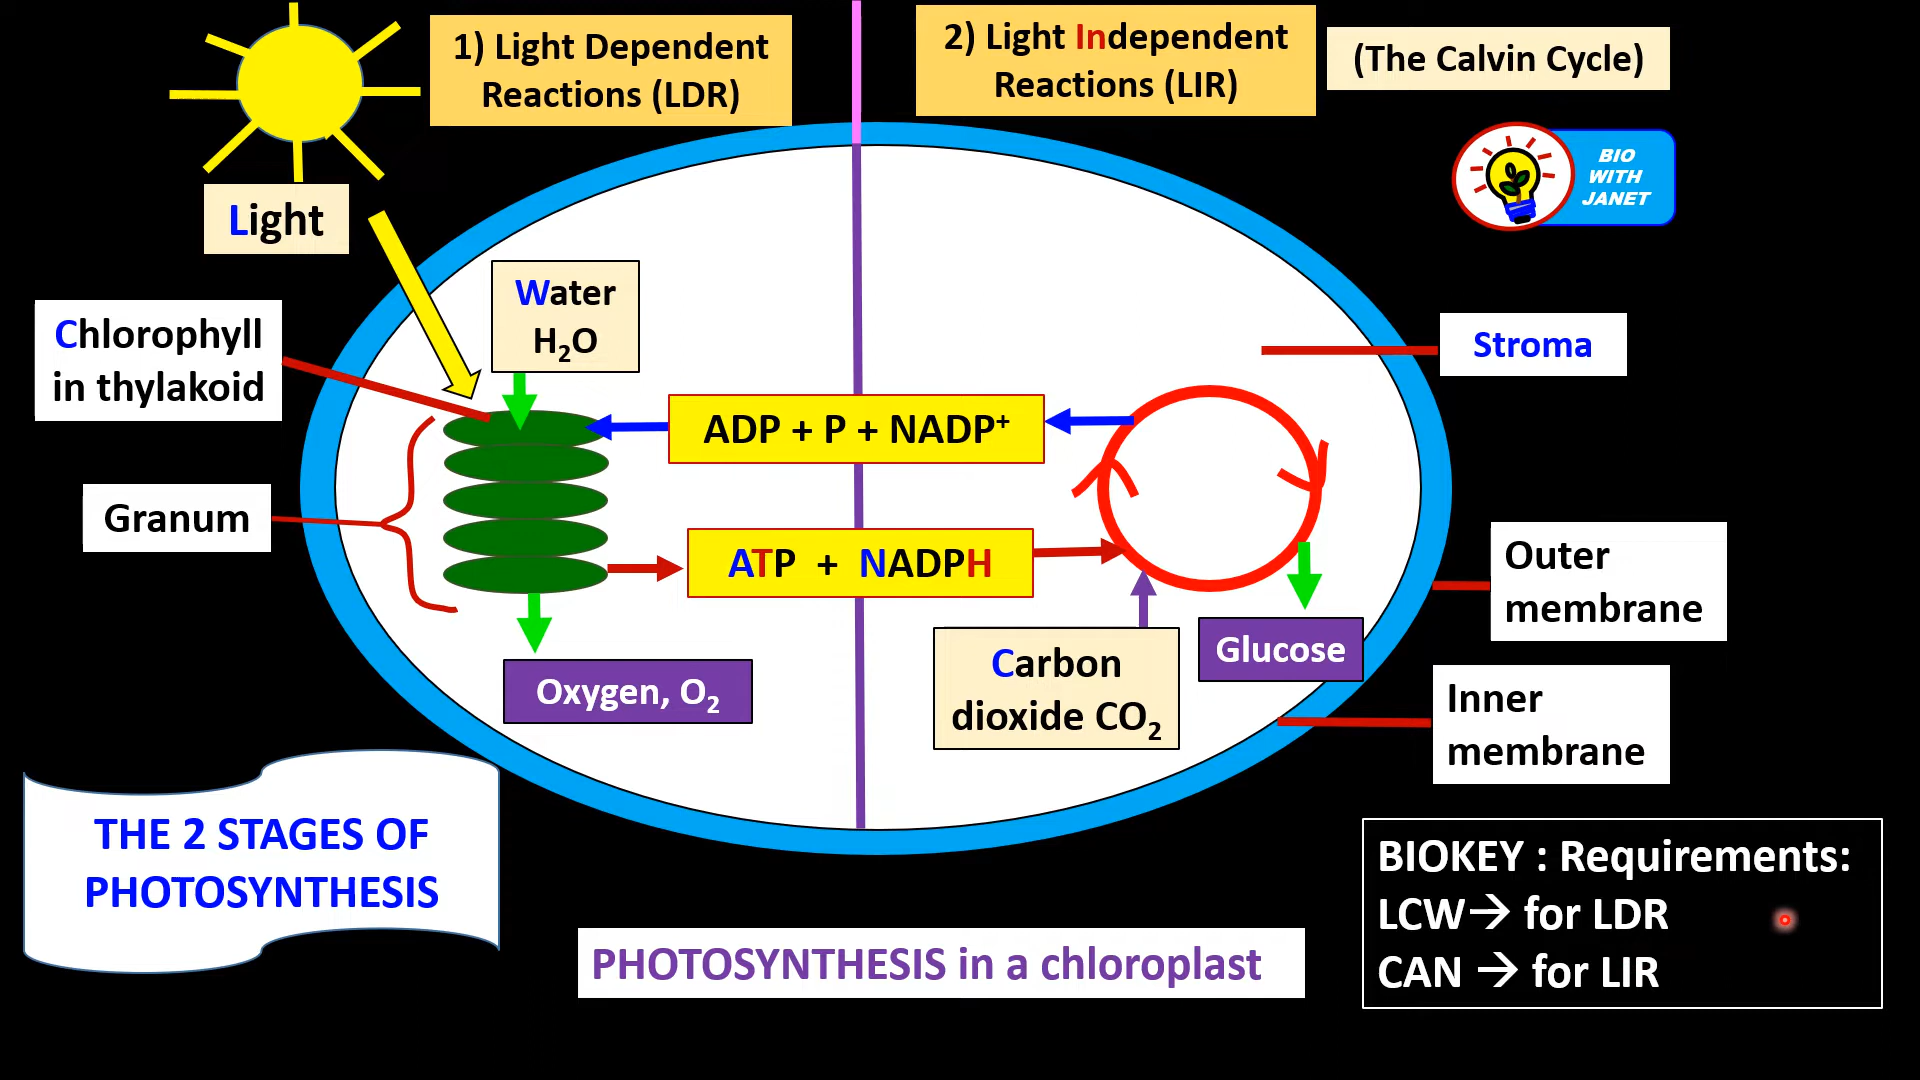 1) Light Dependent
Reactions (LDR)
2) Light Independent
Reactions (LIR)
(The Calvin Cycle)
BIO
WITH
JANET
Light
Water
H₂O
Chlorophyll
in thylakoid
Stroma
ADP + P + NADP⁺
Granum
ATP + NADPH
Outer
membrane
Carbon
dioxide CO₂
Glucose
Oxygen, O₂
Inner
membrane
THE 2 STAGES OF
PHOTOSYNTHESIS
BIOKEY : Requirements:
LCW→ for LDR
CAN → for LIR
PHOTOSYNTHESIS in a chloroplast